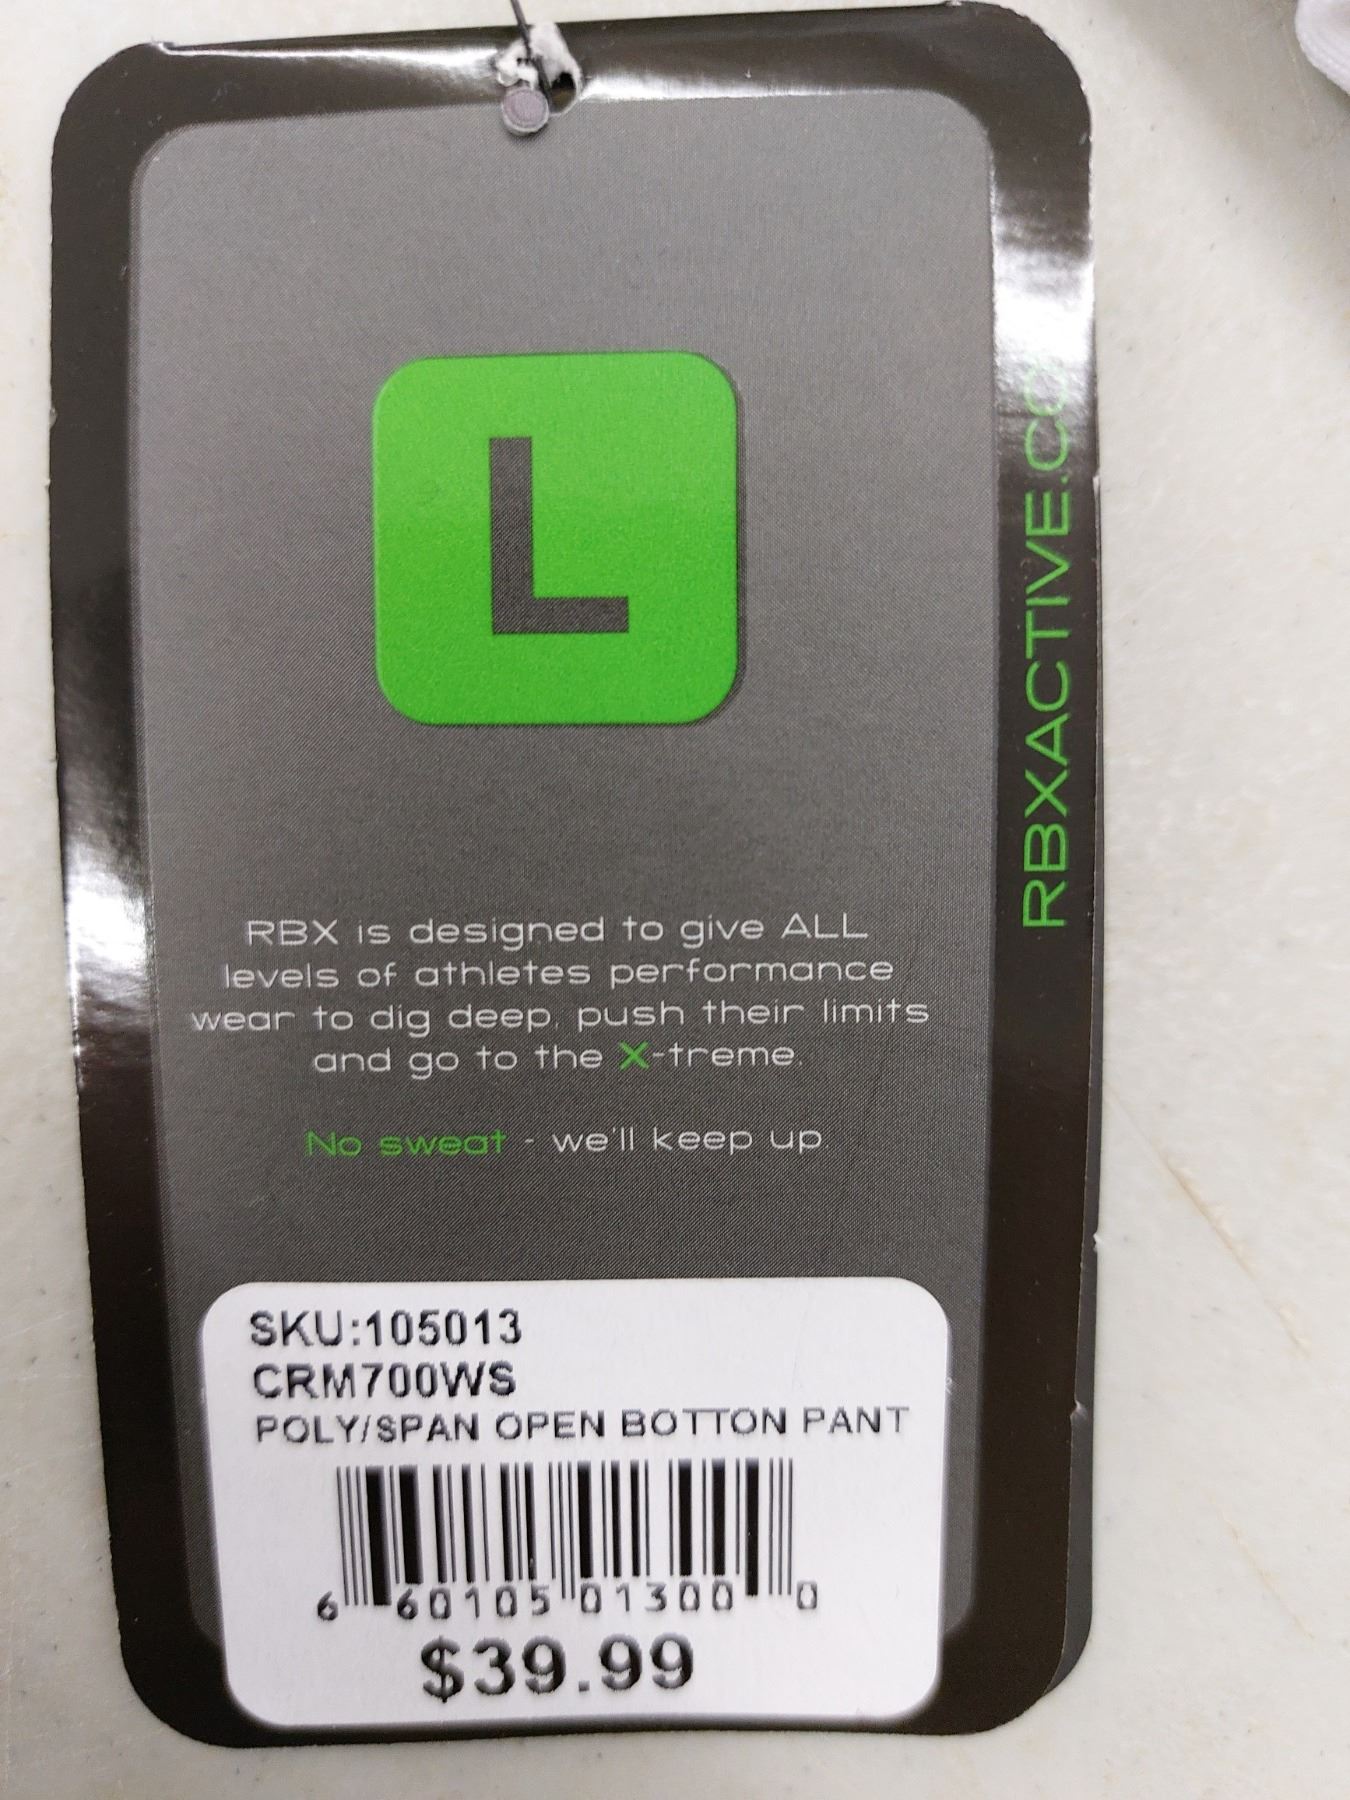 L
RBXACTIVE.CO
RBX is designed to give ALL
levels of athletes performance
wear to dig deep, push their limits
and go to the X-treme.
No sweat - we'll keep up.
SKU:105013
CRM700WS
POLY/SPAN OPEN BOTTON PANT
6 60105 01300 0
$39.99